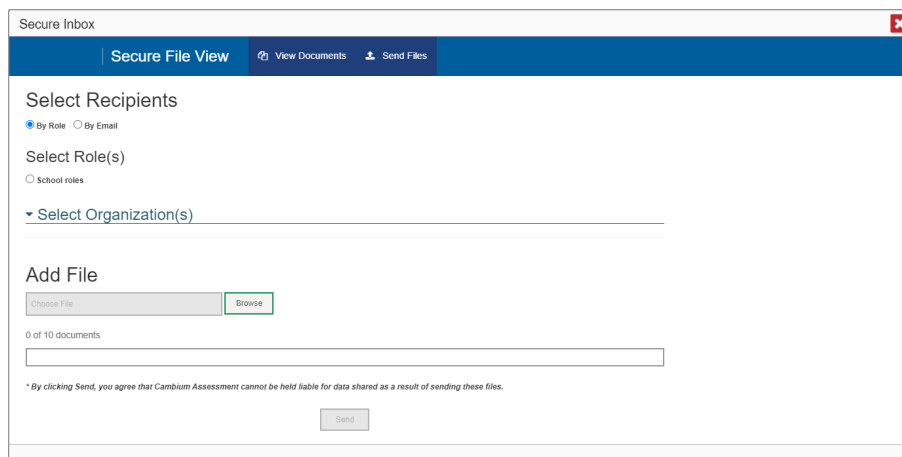 Secure Inbox
Secure File View View Documents Send Files
Select Recipients
By Role By Email
Select Role(s)
School roles
Select Organization(s)
Add File
Choose File Browse
0 of 10 documents
* By clicking Send, you agree that Cambium Assessment cannot be held liable for data shared as a result of sending these files.
Send